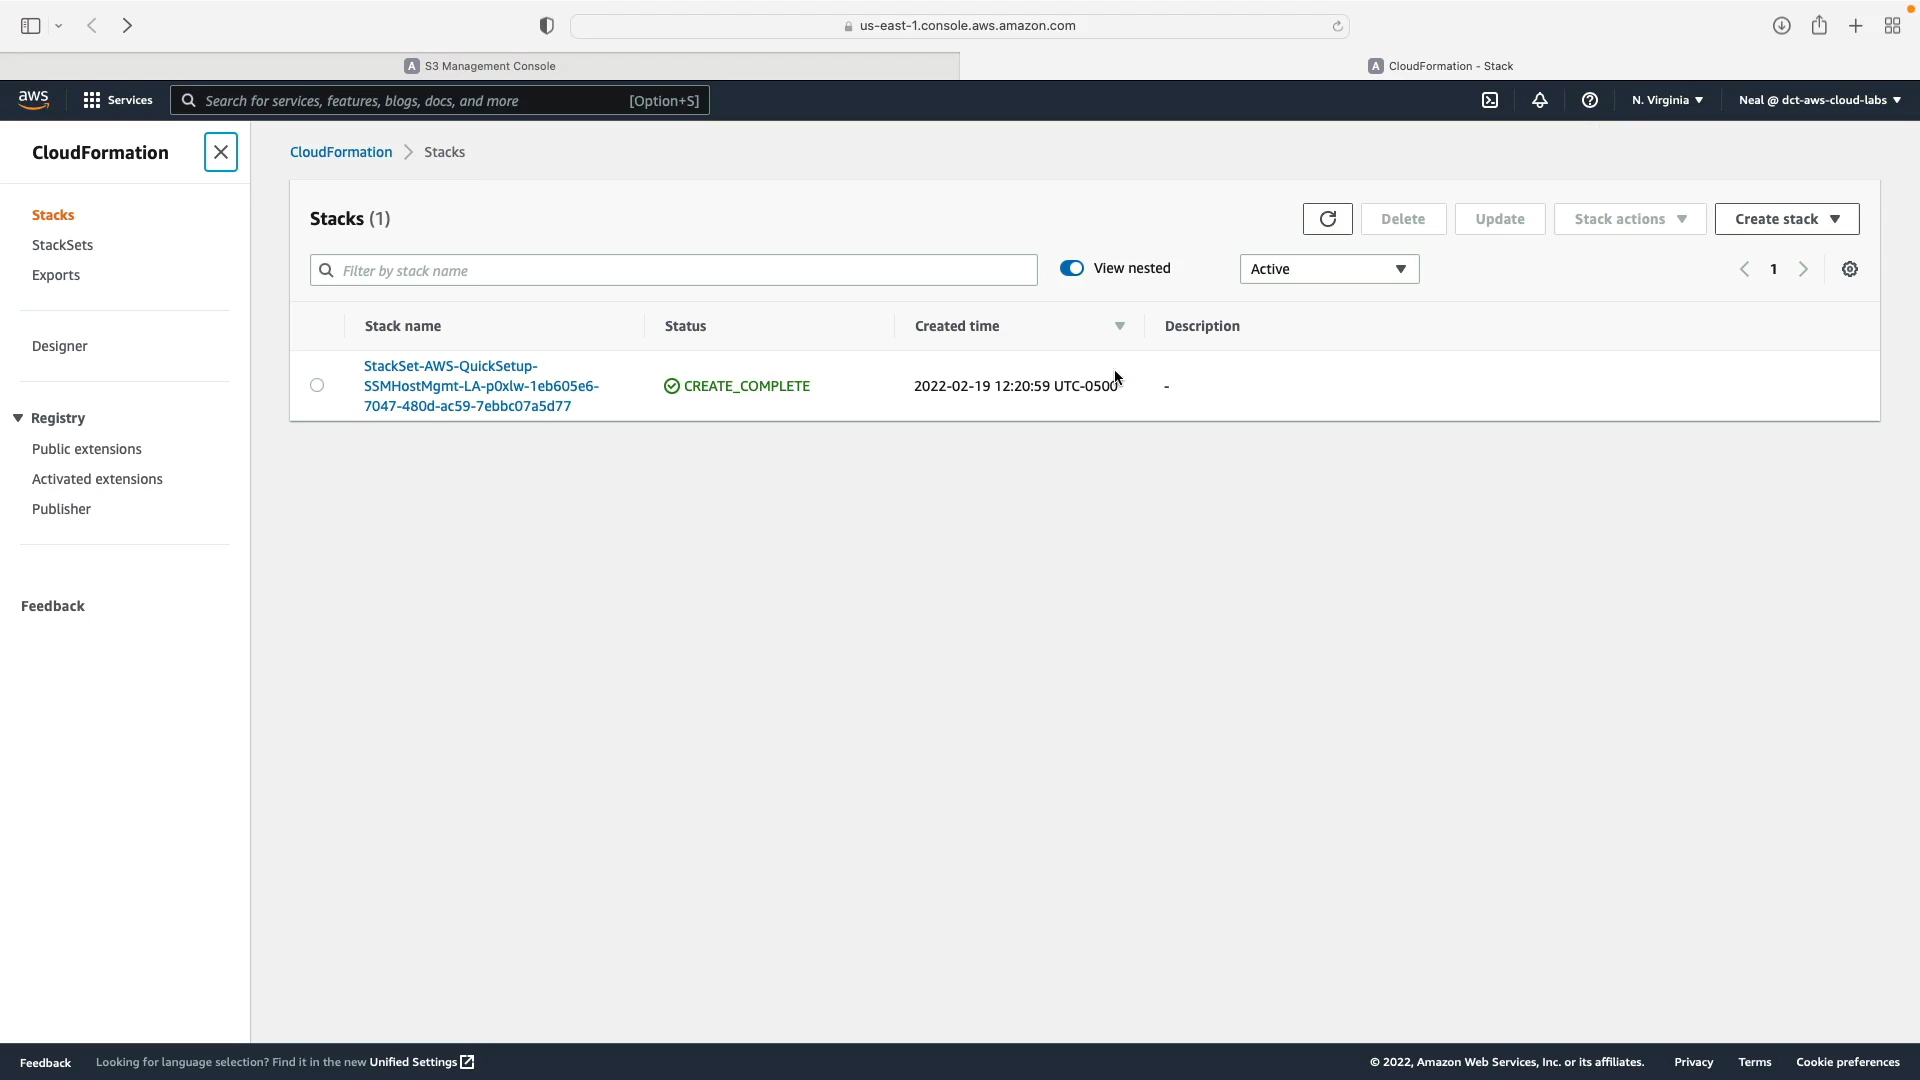 us-east-1.console.aws.amazon.com
A S3 Management Console
A CloudFormation - Stack
aws
Services
Search for services, features, blogs, docs, and more [Option+S]
N. Virginia ▼
Neal @ dct-aws-cloud-labs ▼
CloudFormation
CloudFormation > Stacks
Stacks
StackSets
Exports
Designer
▼ Registry
Public extensions
Activated extensions
Publisher
Feedback
Stacks (1)
Delete
Update
Stack actions ▼
Create stack ▼
Filter by stack name
View nested
Active ▼
1
Stack name
Status
Created time ▼
Description
StackSet-AWS-QuickSetup-
SSMHostMgmt-LA-p0xlw-1eb605e6-
7047-480d-ac59-7ebbc07a5d77
CREATE_COMPLETE
2022-02-19 12:20:59 UTC-0500
-
Feedback
Looking for language selection? Find it in the new Unified Settings
© 2022, Amazon Web Services, Inc. or its affiliates.
Privacy
Terms
Cookie preferences